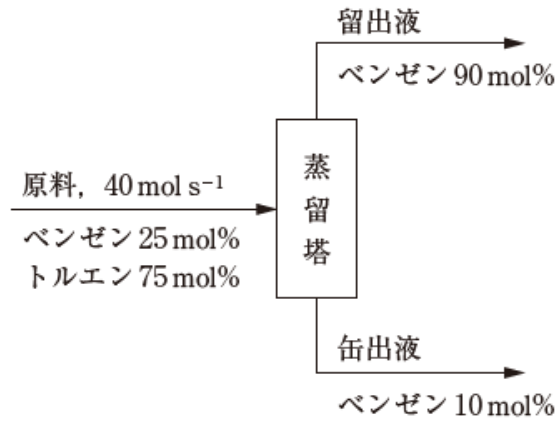 留出液
ベンゼン 90 mol%
原料，40 mol s⁻¹
ベンゼン 25 mol%
トルエン 75 mol%
蒸留塔
缶出液
ベンゼン 10 mol%